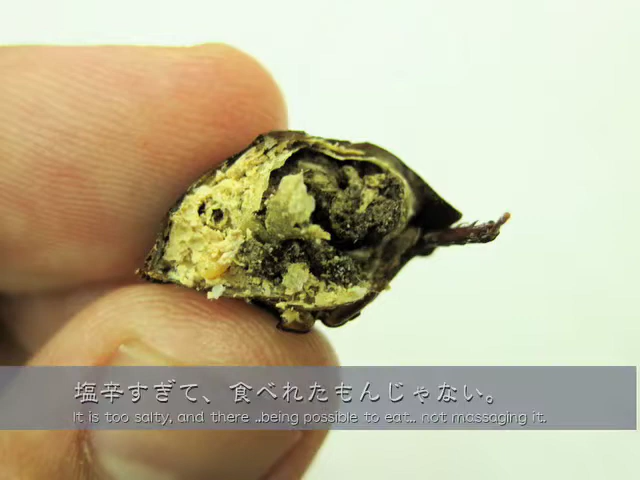 塩辛すぎて、食べれたもんじゃない。
It is too salty, and there ..being possible to eat.. not massaging it.